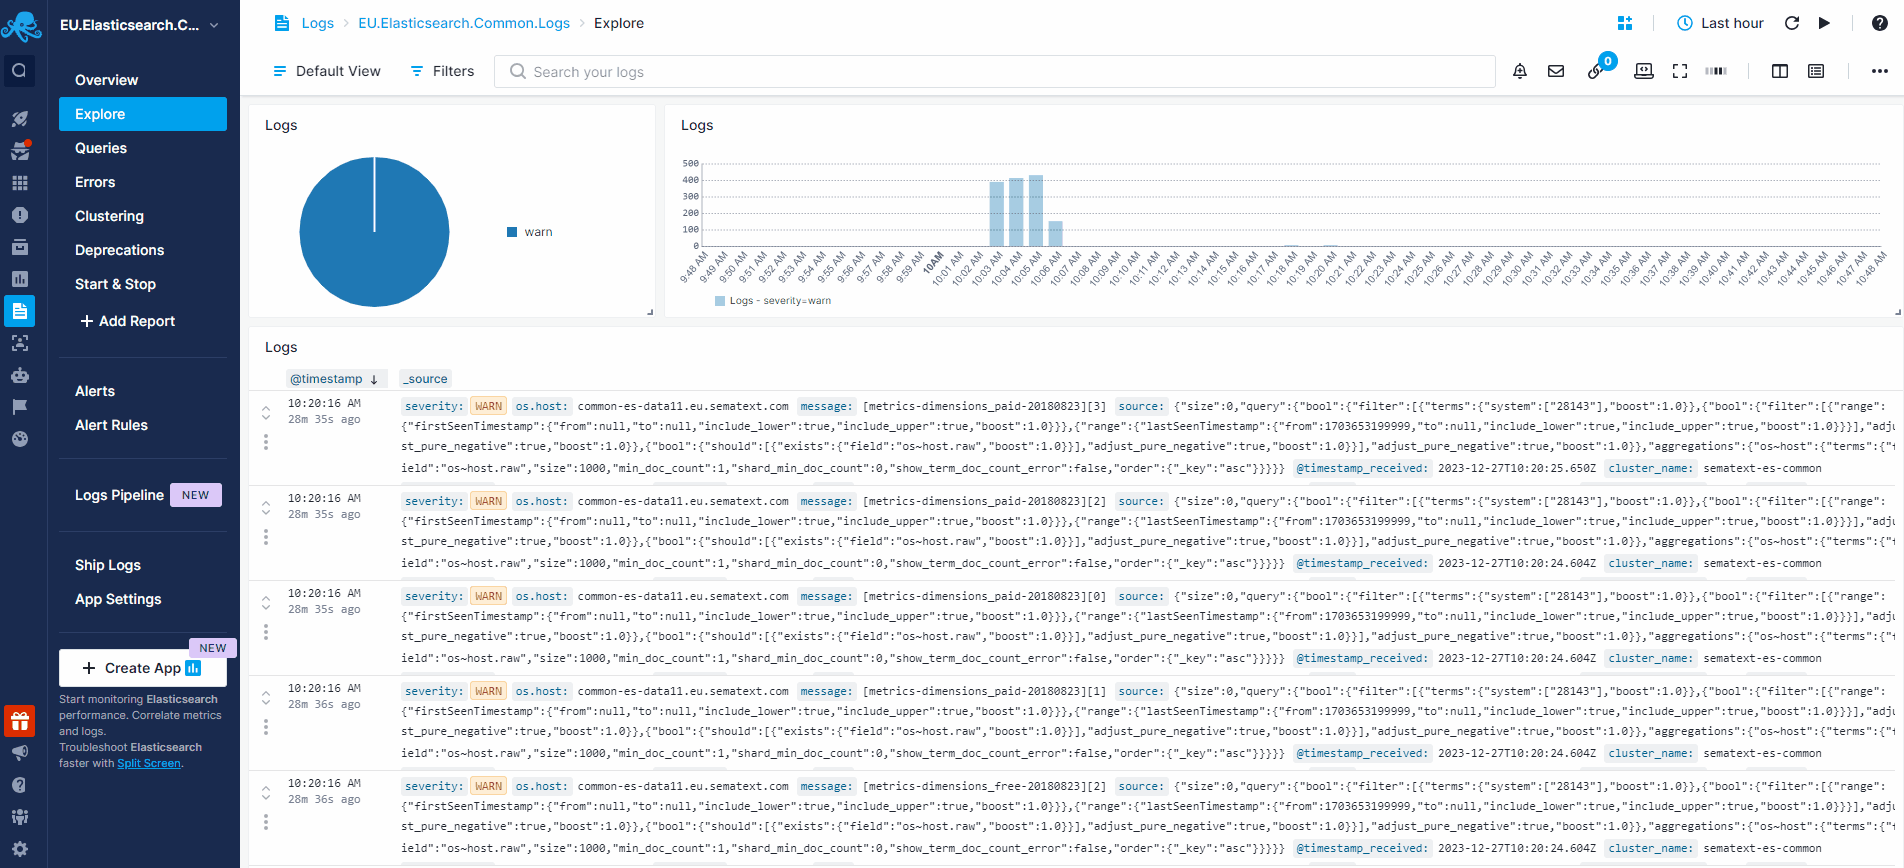 EU.Elasticsearch.C...
Overview
Explore
Queries
Errors
Clustering
Deprecations
Start & Stop
+ Add Report
Alerts
Alert Rules
Logs Pipeline NEW
Ship Logs
App Settings
NEW
+ Create App
Start monitoring Elasticsearch
performance. Correlate metrics
and logs.
Troubleshoot Elasticsearch
faster with Split Screen.
Logs > EU.Elasticsearch.Common.Logs > Explore
Last hour
Default View
Filters
Search your logs
0
Logs
warn
Logs
500
400
300
200
100
0
9:48 AM 9:49 AM 9:50 AM 9:51 AM 9:52 AM 9:53 AM 9:54 AM 9:55 AM 9:56 AM 9:57 AM 9:58 AM 9:59 AM 10AM 10:01 AM 10:02 AM 10:03 AM 10:04 AM 10:05 AM 10:06 AM 10:07 AM 10:08 AM 10:09 AM 10:10 AM 10:11 AM 10:12 AM 10:13 AM 10:14 AM 10:15 AM 10:16 AM 10:17 AM 10:18 AM 10:19 AM 10:20 AM 10:21 AM 10:22 AM 10:23 AM 10:24 AM 10:25 AM 10:26 AM 10:27 AM 10:28 AM 10:29 AM 10:30 AM 10:31 AM 10:32 AM 10:33 AM 10:34 AM 10:35 AM 10:36 AM 10:37 AM 10:38 AM 10:39 AM 10:40 AM 10:41 AM 10:42 AM 10:43 AM 10:44 AM 10:45 AM 10:46 AM 10:47 AM 10:48 AM
Logs - severity=warn
Logs
@timestamp ↓ _source
10:20:16 AM
28m 35s ago
severity: WARN os.host: common-es-data11.eu.sematext.com message: [metrics-dimensions_paid-20180823][3] source: {"size":0,"query":{"bool":{"filter":[{"terms":{"system":["28143"],"boost":1.0}},{"bool":{"filter":[{"range":
{"firstSeenTimestamp":{"from":null,"to":null,"include_lower":true,"include_upper":true,"boost":1.0}}},{"range":{"lastSeenTimestamp":{"from":1703653199999,"to":null,"include_lower":true,"include_upper":true,"boost":1.0}}}],"adju
st_pure_negative":true,"boost":1.0}},{"bool":{"should":[{"exists":{"field":"os~host.raw","boost":1.0}}],"adjust_pure_negative":true,"boost":1.0}}],"adjust_pure_negative":true,"boost":1.0}},"aggregations":{"os~host":{"terms":{"f
ield":"os~host.raw","size":1000,"min_doc_count":1,"shard_min_doc_count":0,"show_term_doc_count_error":false,"order":{"_key":"asc"}}}}} @timestamp_received: 2023-12-27T10:20:25.650Z cluster_name: sematext-es-common
10:20:16 AM
28m 35s ago
severity: WARN os.host: common-es-data11.eu.sematext.com message: [metrics-dimensions_paid-20180823][2] source: {"size":0,"query":{"bool":{"filter":[{"terms":{"system":["28143"],"boost":1.0}},{"bool":{"filter":[{"range":
{"firstSeenTimestamp":{"from":null,"to":null,"include_lower":true,"include_upper":true,"boost":1.0}}},{"range":{"lastSeenTimestamp":{"from":1703653199999,"to":null,"include_lower":true,"include_upper":true,"boost":1.0}}}],"adju
st_pure_negative":true,"boost":1.0}},{"bool":{"should":[{"exists":{"field":"os~host.raw","boost":1.0}}],"adjust_pure_negative":true,"boost":1.0}}],"adjust_pure_negative":true,"boost":1.0}},"aggregations":{"os~host":{"terms":{"f
ield":"os~host.raw","size":1000,"min_doc_count":1,"shard_min_doc_count":0,"show_term_doc_count_error":false,"order":{"_key":"asc"}}}}} @timestamp_received: 2023-12-27T10:20:24.604Z cluster_name: sematext-es-common
10:20:16 AM
28m 35s ago
severity: WARN os.host: common-es-data11.eu.sematext.com message: [metrics-dimensions_paid-20180823][0] source: {"size":0,"query":{"bool":{"filter":[{"terms":{"system":["28143"],"boost":1.0}},{"bool":{"filter":[{"range":
{"firstSeenTimestamp":{"from":null,"to":null,"include_lower":true,"include_upper":true,"boost":1.0}}},{"range":{"lastSeenTimestamp":{"from":1703653199999,"to":null,"include_lower":true,"include_upper":true,"boost":1.0}}}],"adju
st_pure_negative":true,"boost":1.0}},{"bool":{"should":[{"exists":{"field":"os~host.raw","boost":1.0}}],"adjust_pure_negative":true,"boost":1.0}}],"adjust_pure_negative":true,"boost":1.0}},"aggregations":{"os~host":{"terms":{"f
ield":"os~host.raw","size":1000,"min_doc_count":1,"shard_min_doc_count":0,"show_term_doc_count_error":false,"order":{"_key":"asc"}}}}} @timestamp_received: 2023-12-27T10:20:24.604Z cluster_name: sematext-es-common
10:20:16 AM
28m 36s ago
severity: WARN os.host: common-es-data11.eu.sematext.com message: [metrics-dimensions_paid-20180823][1] source: {"size":0,"query":{"bool":{"filter":[{"terms":{"system":["28143"],"boost":1.0}},{"bool":{"filter":[{"range":
{"firstSeenTimestamp":{"from":null,"to":null,"include_lower":true,"include_upper":true,"boost":1.0}}},{"range":{"lastSeenTimestamp":{"from":1703653199999,"to":null,"include_lower":true,"include_upper":true,"boost":1.0}}}],"adju
st_pure_negative":true,"boost":1.0}},{"bool":{"should":[{"exists":{"field":"os~host.raw","boost":1.0}}],"adjust_pure_negative":true,"boost":1.0}}],"adjust_pure_negative":true,"boost":1.0}},"aggregations":{"os~host":{"terms":{"f
ield":"os~host.raw","size":1000,"min_doc_count":1,"shard_min_doc_count":0,"show_term_doc_count_error":false,"order":{"_key":"asc"}}}}} @timestamp_received: 2023-12-27T10:20:24.604Z cluster_name: sematext-es-common
10:20:16 AM
28m 36s ago
severity: WARN os.host: common-es-data11.eu.sematext.com message: [metrics-dimensions_free-20180823][2] source: {"size":0,"query":{"bool":{"filter":[{"terms":{"system":["28143"],"boost":1.0}},{"bool":{"filter":[{"range":
{"firstSeenTimestamp":{"from":null,"to":null,"include_lower":true,"include_upper":true,"boost":1.0}}},{"range":{"lastSeenTimestamp":{"from":1703653199999,"to":null,"include_lower":true,"include_upper":true,"boost":1.0}}}],"adju
st_pure_negative":true,"boost":1.0}},{"bool":{"should":[{"exists":{"field":"os~host.raw","boost":1.0}}],"adjust_pure_negative":true,"boost":1.0}}],"adjust_pure_negative":true,"boost":1.0}},"aggregations":{"os~host":{"terms":{"f
ield":"os~host.raw","size":1000,"min_doc_count":1,"shard_min_doc_count":0,"show_term_doc_count_error":false,"order":{"_key":"asc"}}}}} @timestamp_received: 2023-12-27T10:20:24.604Z cluster_name: sematext-es-common